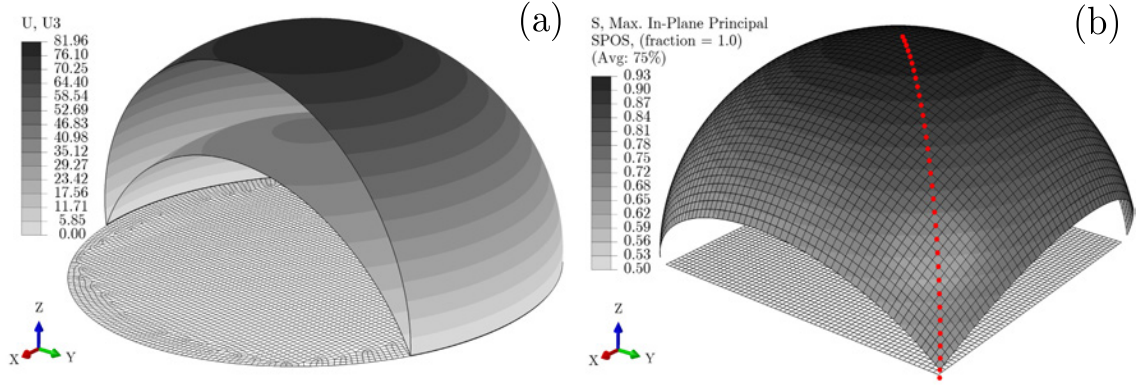 U, U3
81.96
76.10
70.25
64.40
58.54
52.69
46.83
40.98
35.12
29.27
23.42
17.56
11.71
5.85
0.00
Z
X
Y
(a)
S, Max. In-Plane Principal
SPOS, (fraction = 1.0)
(Avg: 75%)
0.93
0.90
0.87
0.84
0.81
0.78
0.75
0.72
0.68
0.65
0.62
0.59
0.56
0.53
0.50
Z
X
Y
(b)